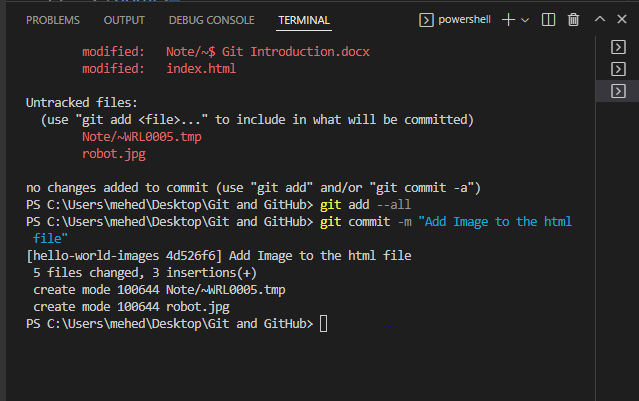 PROBLEMS OUTPUT DEBUG CONSOLE TERMINAL powershell
modified: Note/~$ Git Introduction.docx
modified: index.html
Untracked files:
(use "git add <file>..." to include in what will be committed)
Note/~WRL0005.tmp
robot.jpg
no changes added to commit (use "git add" and/or "git commit -a")
PS C:\Users\mehed\Desktop\Git and GitHub> git add --all
PS C:\Users\mehed\Desktop\Git and GitHub> git commit -m "Add Image to the html
file"
[hello-world-images 4d526f6] Add Image to the html file
5 files changed, 3 insertions(+)
create mode 100644 Note/~WRL0005.tmp
create mode 100644 robot.jpg
PS C:\Users\mehed\Desktop\Git and GitHub>